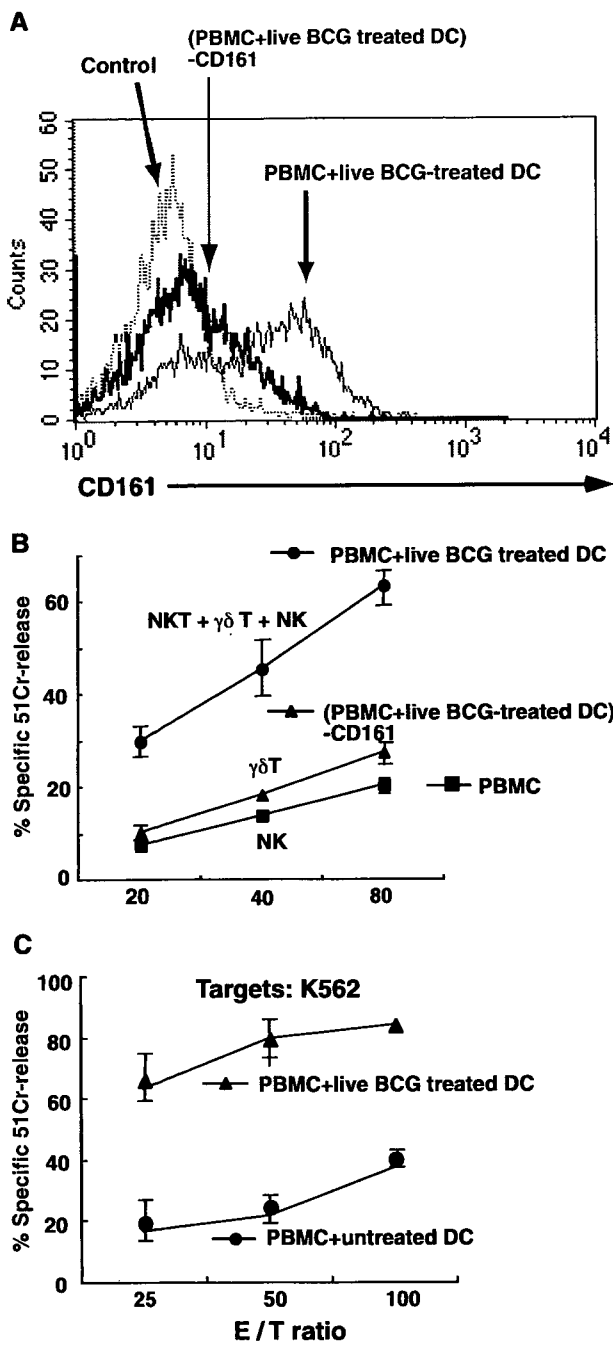 A
(PBMC+live BCG treated DC)
-CD161
Control
PBMC+live BCG-treated DC
Counts
60
50
40
30
20
10
0
10^0
10^1
10^2
10^3
10^4
CD161
B
PBMC+live BCG treated DC
NKT + γδ T + NK
(PBMC+live BCG-treated DC)
-CD161
γδT
PBMC
NK
% Specific 51Cr-release
60
40
20
0
20
40
80
C
Targets: K562
PBMC+live BCG treated DC
PBMC+untreated DC
% Specific 51Cr-release
100
80
60
40
20
0
25
50
100
E / T ratio